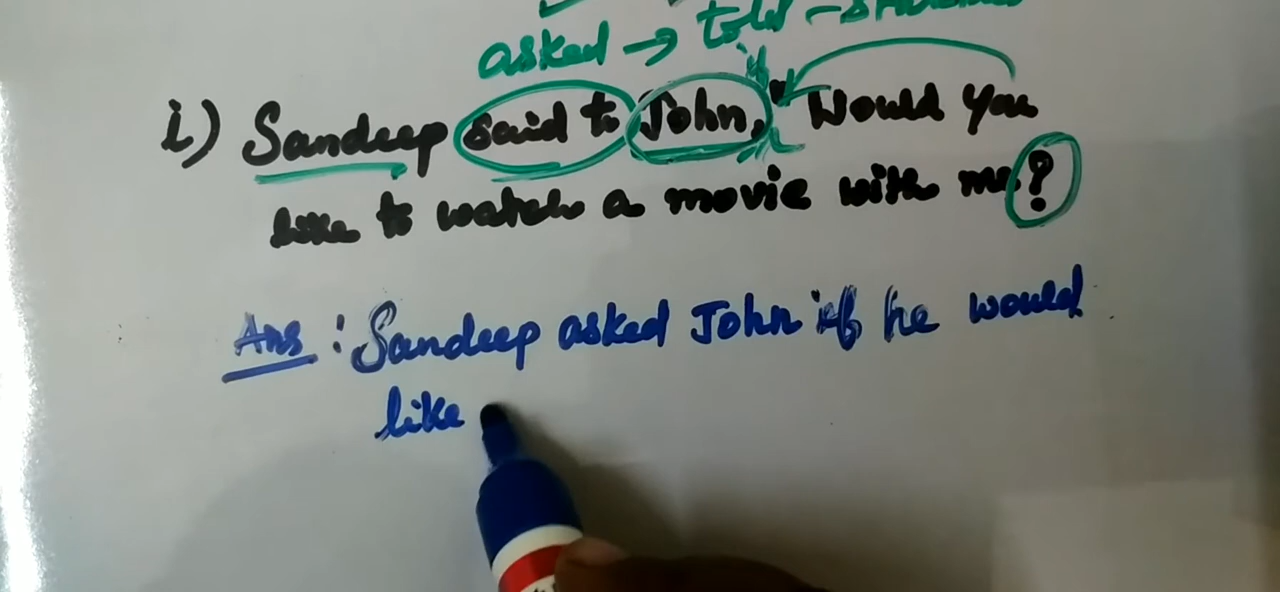 asked → told -
if
i) Sandeep said to John, "Would you
like to watch a movie with me?
Ans : Sandeep asked John if he would
like